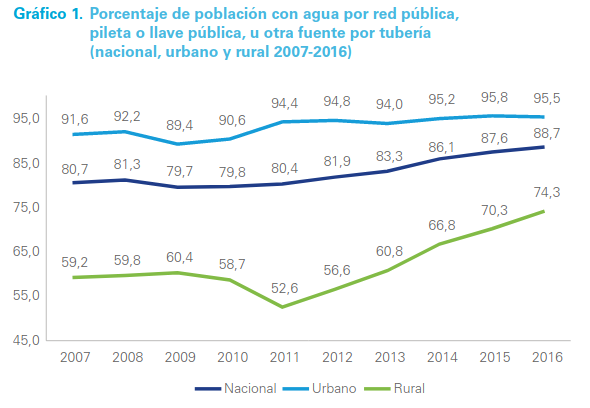 Gráfico 1. Porcentaje de población con agua por red pública,
pileta o llave pública, u otra fuente por tubería
(nacional, urbano y rural 2007-2016)
95,0
85,0
75,0
65,0
55,0
45,0
91,6 92,2 89,4 90,6 94,4 94,8 94,0 95,2 95,8 95,5
80,7 81,3 79,7 79,8 80,4 81,9 83,3 86,1 87,6 88,7
59,2 59,8 60,4 58,7 52,6 56,6 60,8 66,8 70,3 74,3
2007 2008 2009 2010 2011 2012 2013 2014 2015 2016
Nacional Urbano Rural